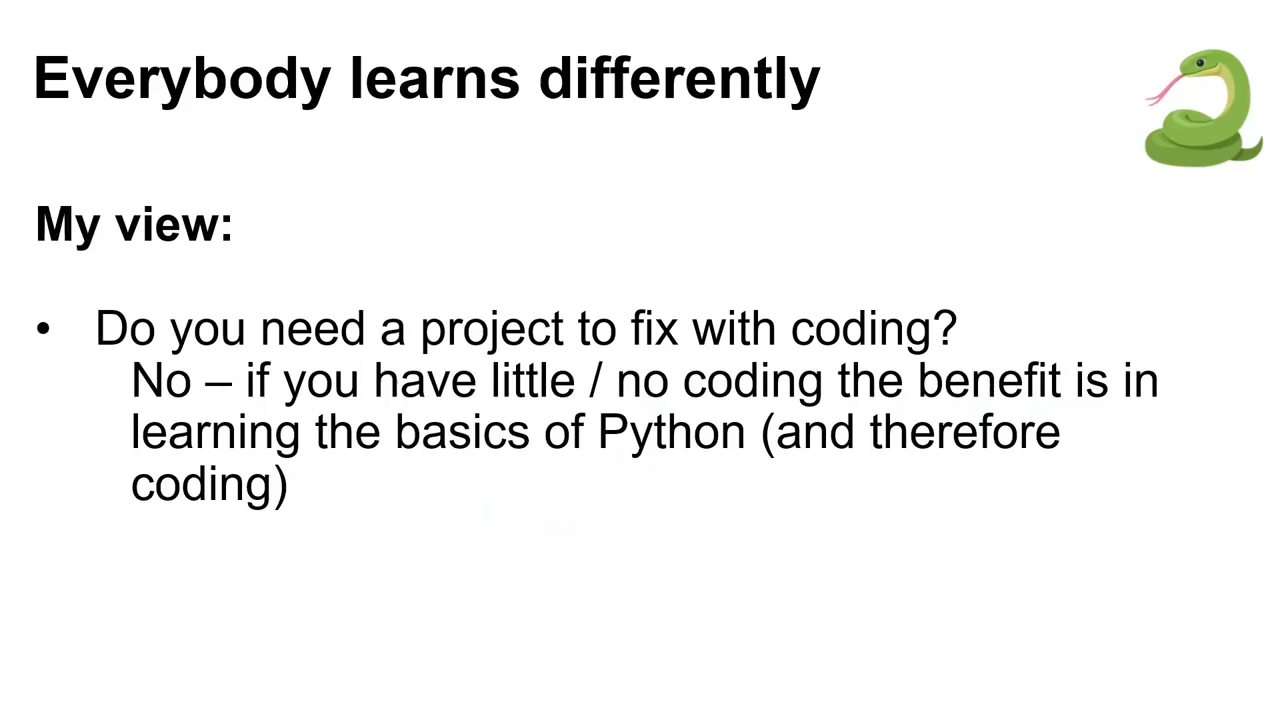 Everybody learns differently
My view:
• Do you need a project to fix with coding?
No – if you have little / no coding the benefit is in
learning the basics of Python (and therefore
coding)